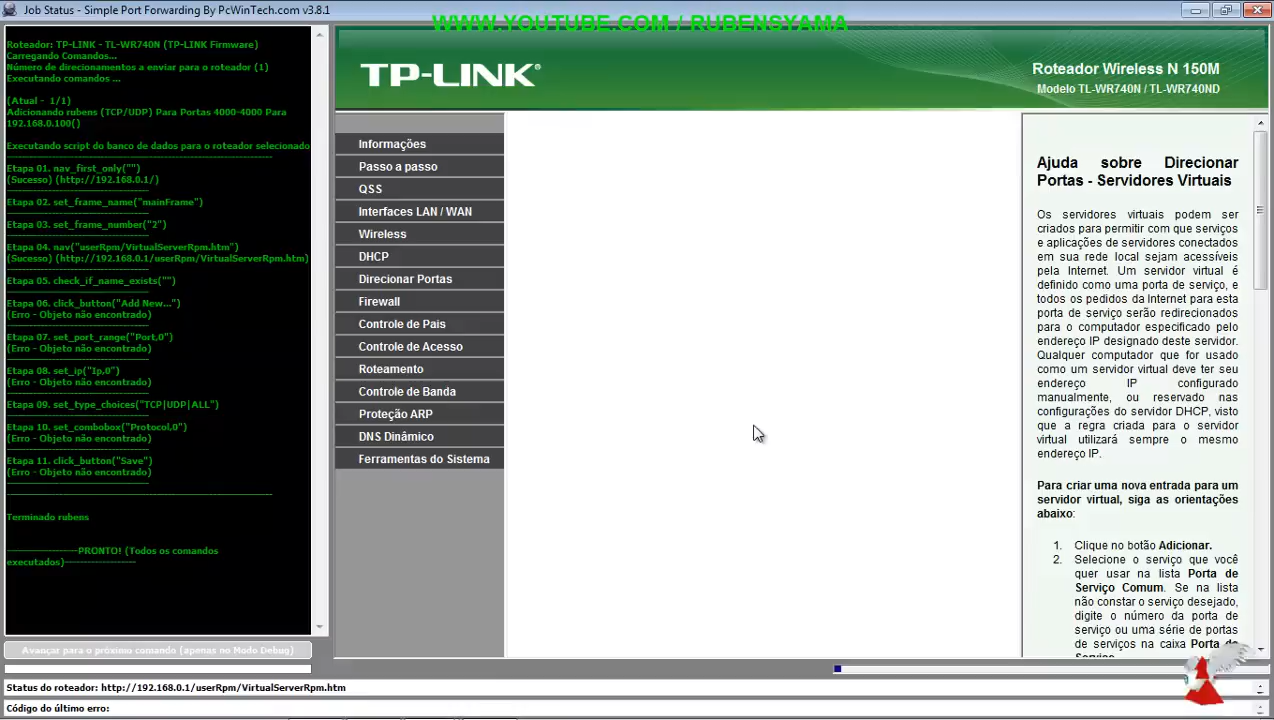 Job Status - Simple Port Forwarding By PcWinTech.com v3.8.1
WWW.YOUTUBE.COM / RUBENSYAMA
Roteador: TP-LINK - TL-WR740N (TP-LINK Firmware)
Carregando Comandos...
Número de direcionamentos a enviar para o roteador (1)
Executando comandos ...
(Atual - 1/1)
Adicionando rubens (TCP/UDP) Para Portas 4000-4000 Para
192.168.0.100()
Executando script do banco de dados para o roteador selecionado
Etapa 01. nav_first_only("")
(Sucesso) (http://192.168.0.1/)
Etapa 02. set_frame_name("mainFrame")
Etapa 03. set_frame_number("2")
Etapa 04. nav("userRpm/VirtualServerRpm.htm")
(Sucesso) (http://192.168.0.1/userRpm/VirtualServerRpm.htm)
Etapa 05. check_if_name_exists("")
Etapa 06. click_button("Add New...")
(Erro - Objeto não encontrado)
Etapa 07. set_port_range("Port,0")
(Erro - Objeto não encontrado)
Etapa 08. set_ip("Ip,0")
(Erro - Objeto não encontrado)
Etapa 09. set_type_choices("TCP|UDP|ALL")
Etapa 10. set_combobox("Protocol,0")
(Erro - Objeto não encontrado)
Etapa 11. click_button("Save")
(Erro - Objeto não encontrado)
Terminado rubens
--------------------PRONTO! (Todos os comandos
executados)--------------------
Avançar para o próximo comando (apenas no Modo Debug)
Status do roteador: http://192.168.0.1/userRpm/VirtualServerRpm.htm
Código do último erro:
TP-LINK®
Roteador Wireless N 150M
Modelo TL-WR740N / TL-WR740ND
Informações
Passo a passo
QSS
Interfaces LAN / WAN
Wireless
DHCP
Direcionar Portas
Firewall
Controle de Pais
Controle de Acesso
Roteamento
Controle de Banda
Proteção ARP
DNS Dinâmico
Ferramentas do Sistema
Ajuda sobre Direcionar
Portas - Servidores Virtuais
Os servidores virtuais podem ser
criados para permitir com que serviços
e aplicações de servidores conectados
em sua rede local sejam acessíveis
pela Internet. Um servidor virtual é
definido como uma porta de serviço, e
todos os pedidos da Internet para esta
porta de serviço serão redirecionados
para o computador especificado pelo
endereço IP designado deste servidor.
Qualquer computador que for usado
como um servidor virtual deve ter seu
endereço IP configurado
manualmente, ou reservado nas
configurações do servidor DHCP, visto
que a regra criada para o servidor
virtual utilizará sempre o mesmo
endereço IP.
Para criar uma nova entrada para um
servidor virtual, siga as orientações
abaixo:
1. Clique no botão Adicionar.
2. Selecione o serviço que você
quer usar na lista Porta de
Serviço Comum. Se na lista
não constar o serviço desejado,
digite o número da porta de
serviço ou uma série de portas
de serviços na caixa Porta de
Serviço